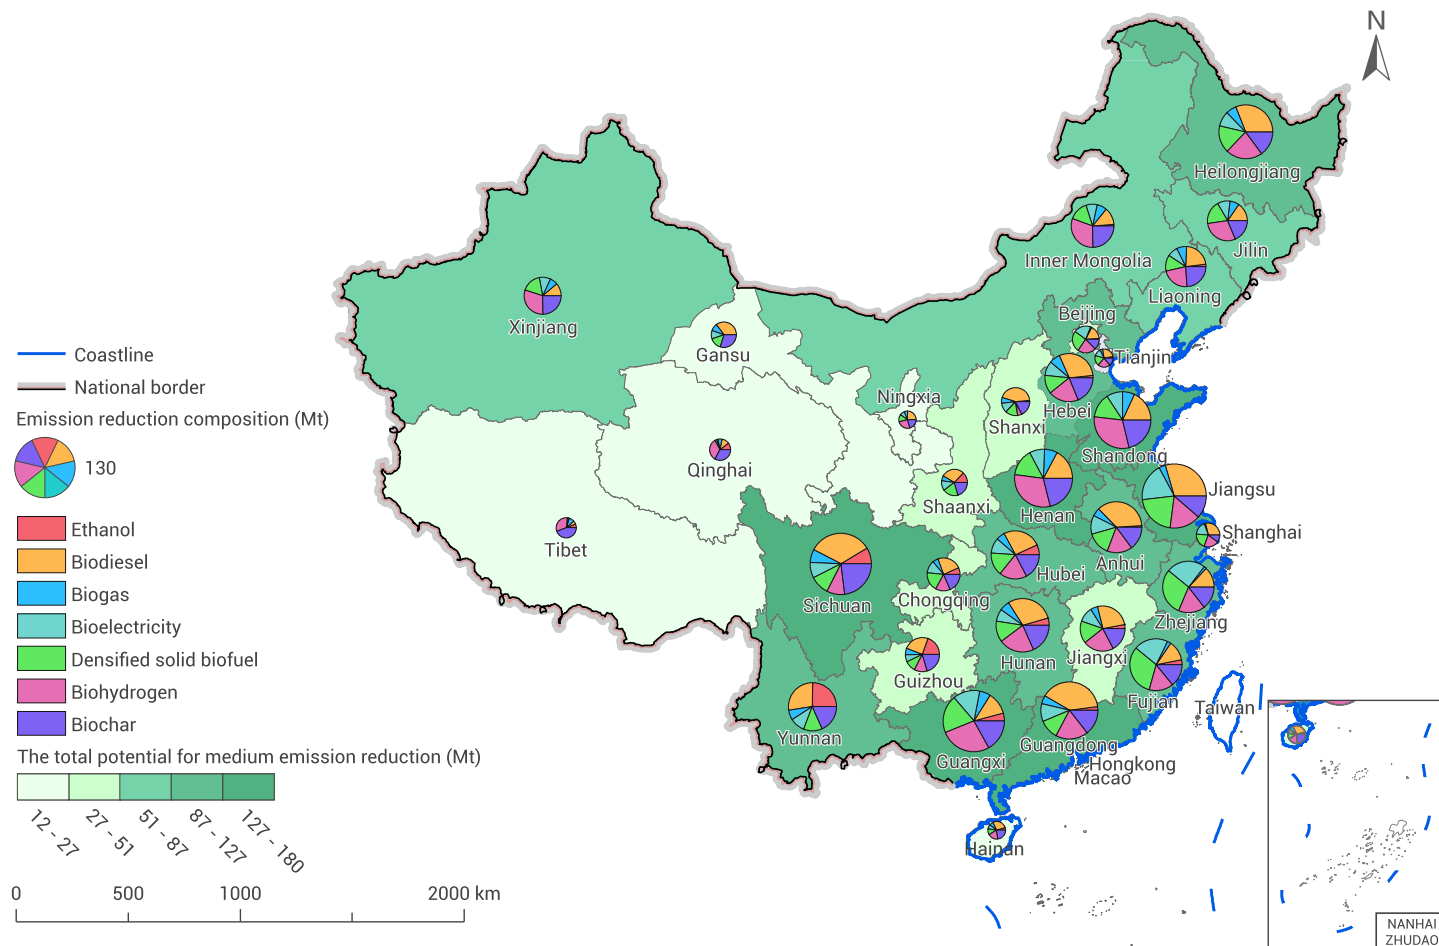 N
Heilongjiang
Jilin
Inner Mongolia
Liaoning
Xinjiang
Beijing
Gansu
Tianjin
Coastline
National border
Ningxia
Hebei
Emission reduction composition (Mt)
Shanxi
130
Shandong
Qinghai
Jiangsu
Shaanxi
Henan
Ethanol
Shanghai
Tibet
Biodiesel
Anhui
Hubei
Biogas
Sichuan
Chongqing
Bioelectricity
Zhejiang
Densified solid biofuel
Hunan
Jiangxi
Guizhou
Biohydrogen
Fujian
Taiwan
Biochar
Yunnan
Guangdong
The total potential for medium emission reduction (Mt)
Guangxi
Hongkong
Macao
12 - 27
27 - 51
51 - 87
87 - 127
127 - 180
Hainan
0 500 1000 2000 km
NANHAI
ZHUDAO